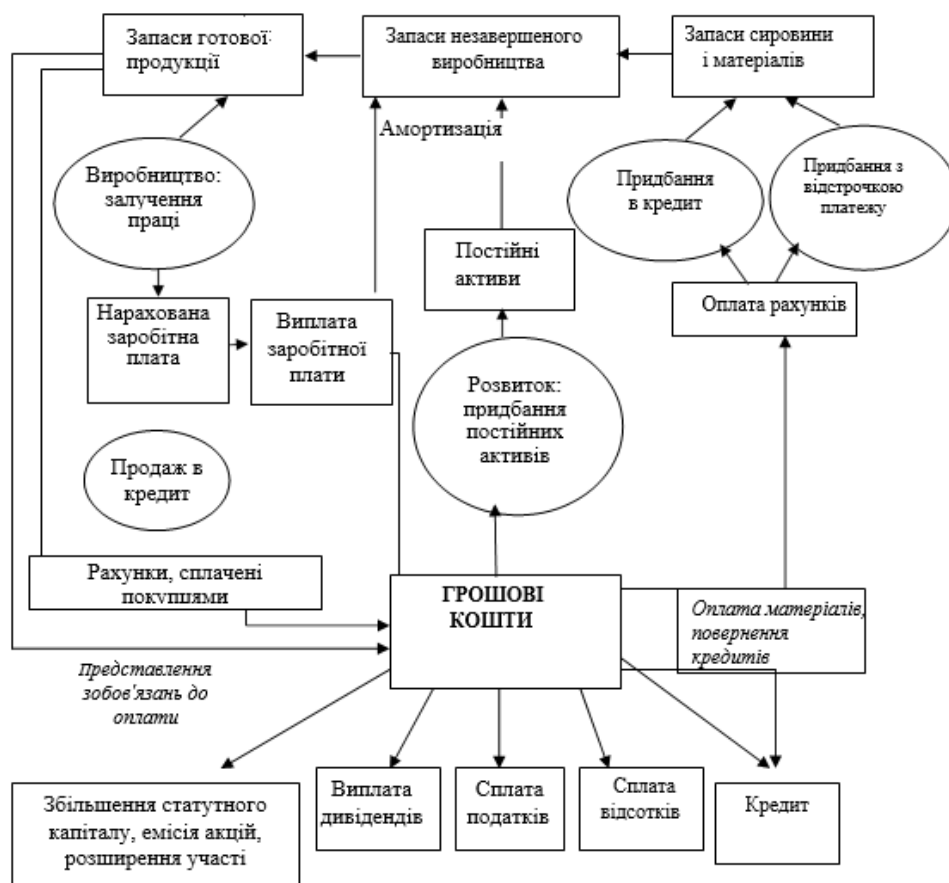 Запаси готової:
продукції
Запаси незавершеного
виробництва
Запаси сировини
і матеріалів
Амортизація
Виробництво:
залучення
праці
Придбання
в кредит
Придбання з
відстрочкою
платежу
Постійні
активи
Оплата рахунків
Нарахована
заробітна
плата
Виплата
заробітної
плати
Розвиток:
придбання
постійних
активів
Продаж в
кредит
Рахунки, сплачені
покупцями
ГРОШОВІ
КОШТИ
Оплата матеріалів,
повернення
кредитів
Представлення
зобов'язань до
оплати
Збільшення статутного
капіталу, емісія акцій,
розширення участі
Виплата
дивідендів
Сплата
податків
Сплата
відсотків
Кредит